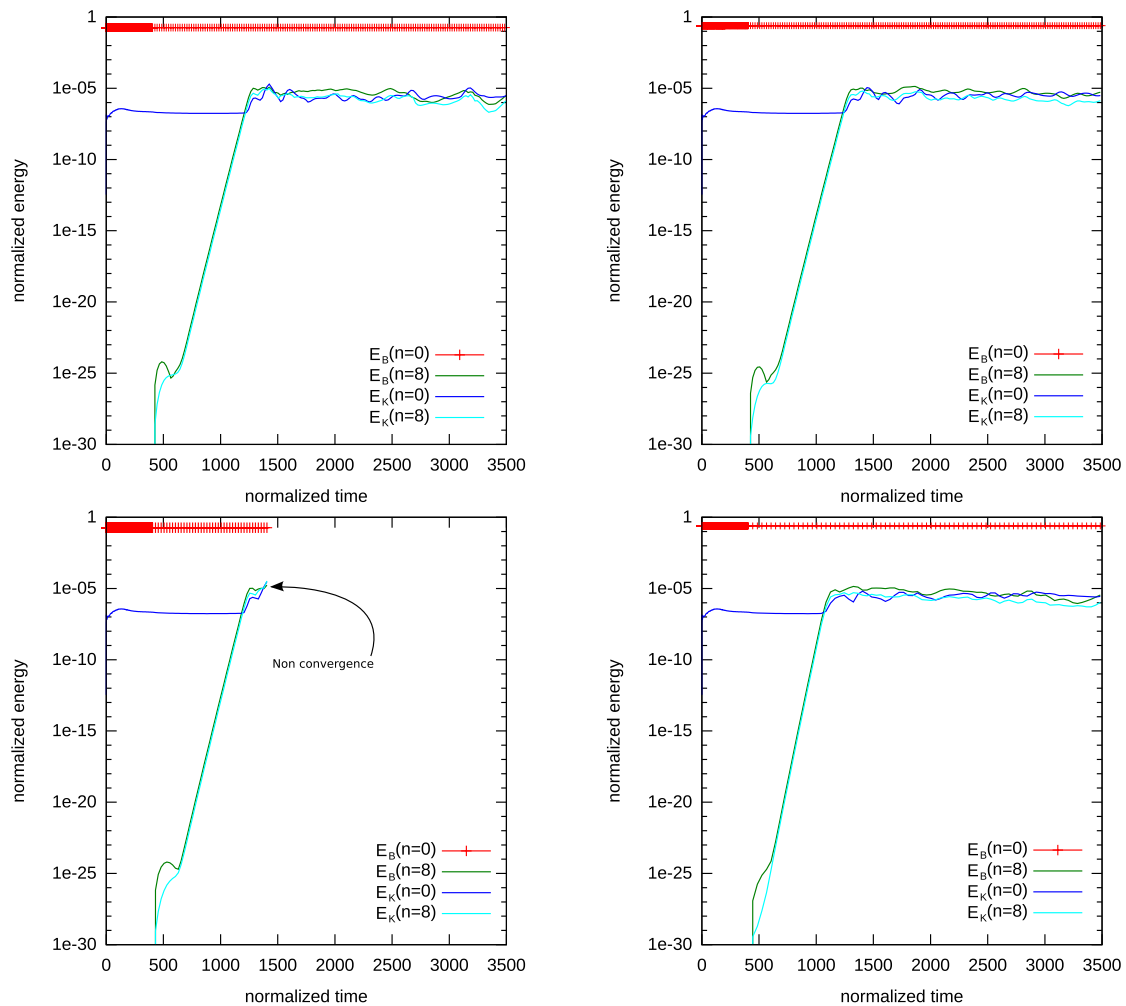 1
1e-05
1e-10
1e-15
1e-20
1e-25
1e-30
normalized energy
0 500 1000 1500 2000 2500 3000 3500
normalized time
E_B(n=0)
E_B(n=8)
E_K(n=0)
E_K(n=8)
1
1e-05
1e-10
1e-15
1e-20
1e-25
1e-30
normalized energy
0 500 1000 1500 2000 2500 3000 3500
normalized time
E_B(n=0)
E_B(n=8)
E_K(n=0)
E_K(n=8)
1
1e-05
1e-10
1e-15
1e-20
1e-25
1e-30
normalized energy
0 500 1000 1500 2000 2500 3000 3500
normalized time
Non convergence
E_B(n=0)
E_B(n=8)
E_K(n=0)
E_K(n=8)
1
1e-05
1e-10
1e-15
1e-20
1e-25
1e-30
normalized energy
0 500 1000 1500 2000 2500 3000 3500
normalized time
E_B(n=0)
E_B(n=8)
E_K(n=0)
E_K(n=8)